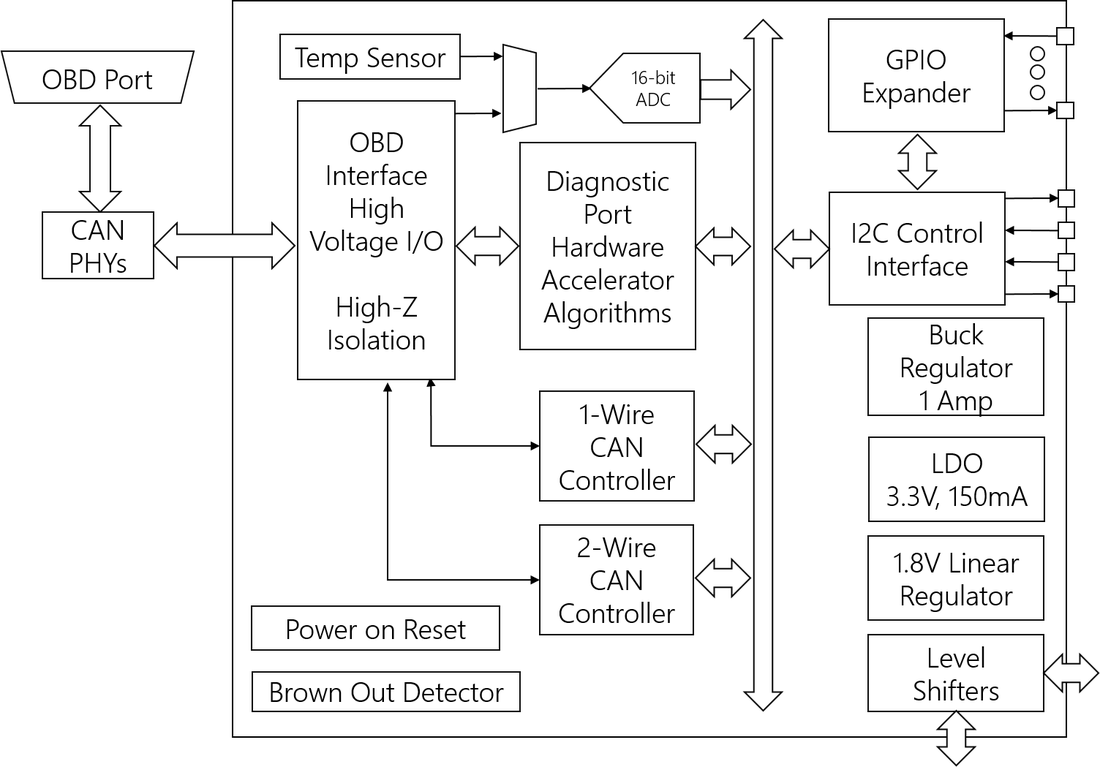 OBD Port
CAN
PHYs
Temp Sensor
16-bit
ADC
OBD
Interface
High
Voltage I/O
High-Z
Isolation
Diagnostic
Port
Hardware
Accelerator
Algorithms
1-Wire
CAN
Controller
2-Wire
CAN
Controller
Power on Reset
Brown Out Detector
GPIO
Expander
I2C Control
Interface
Buck
Regulator
1 Amp
LDO
3.3V, 150mA
1.8V Linear
Regulator
Level
Shifters